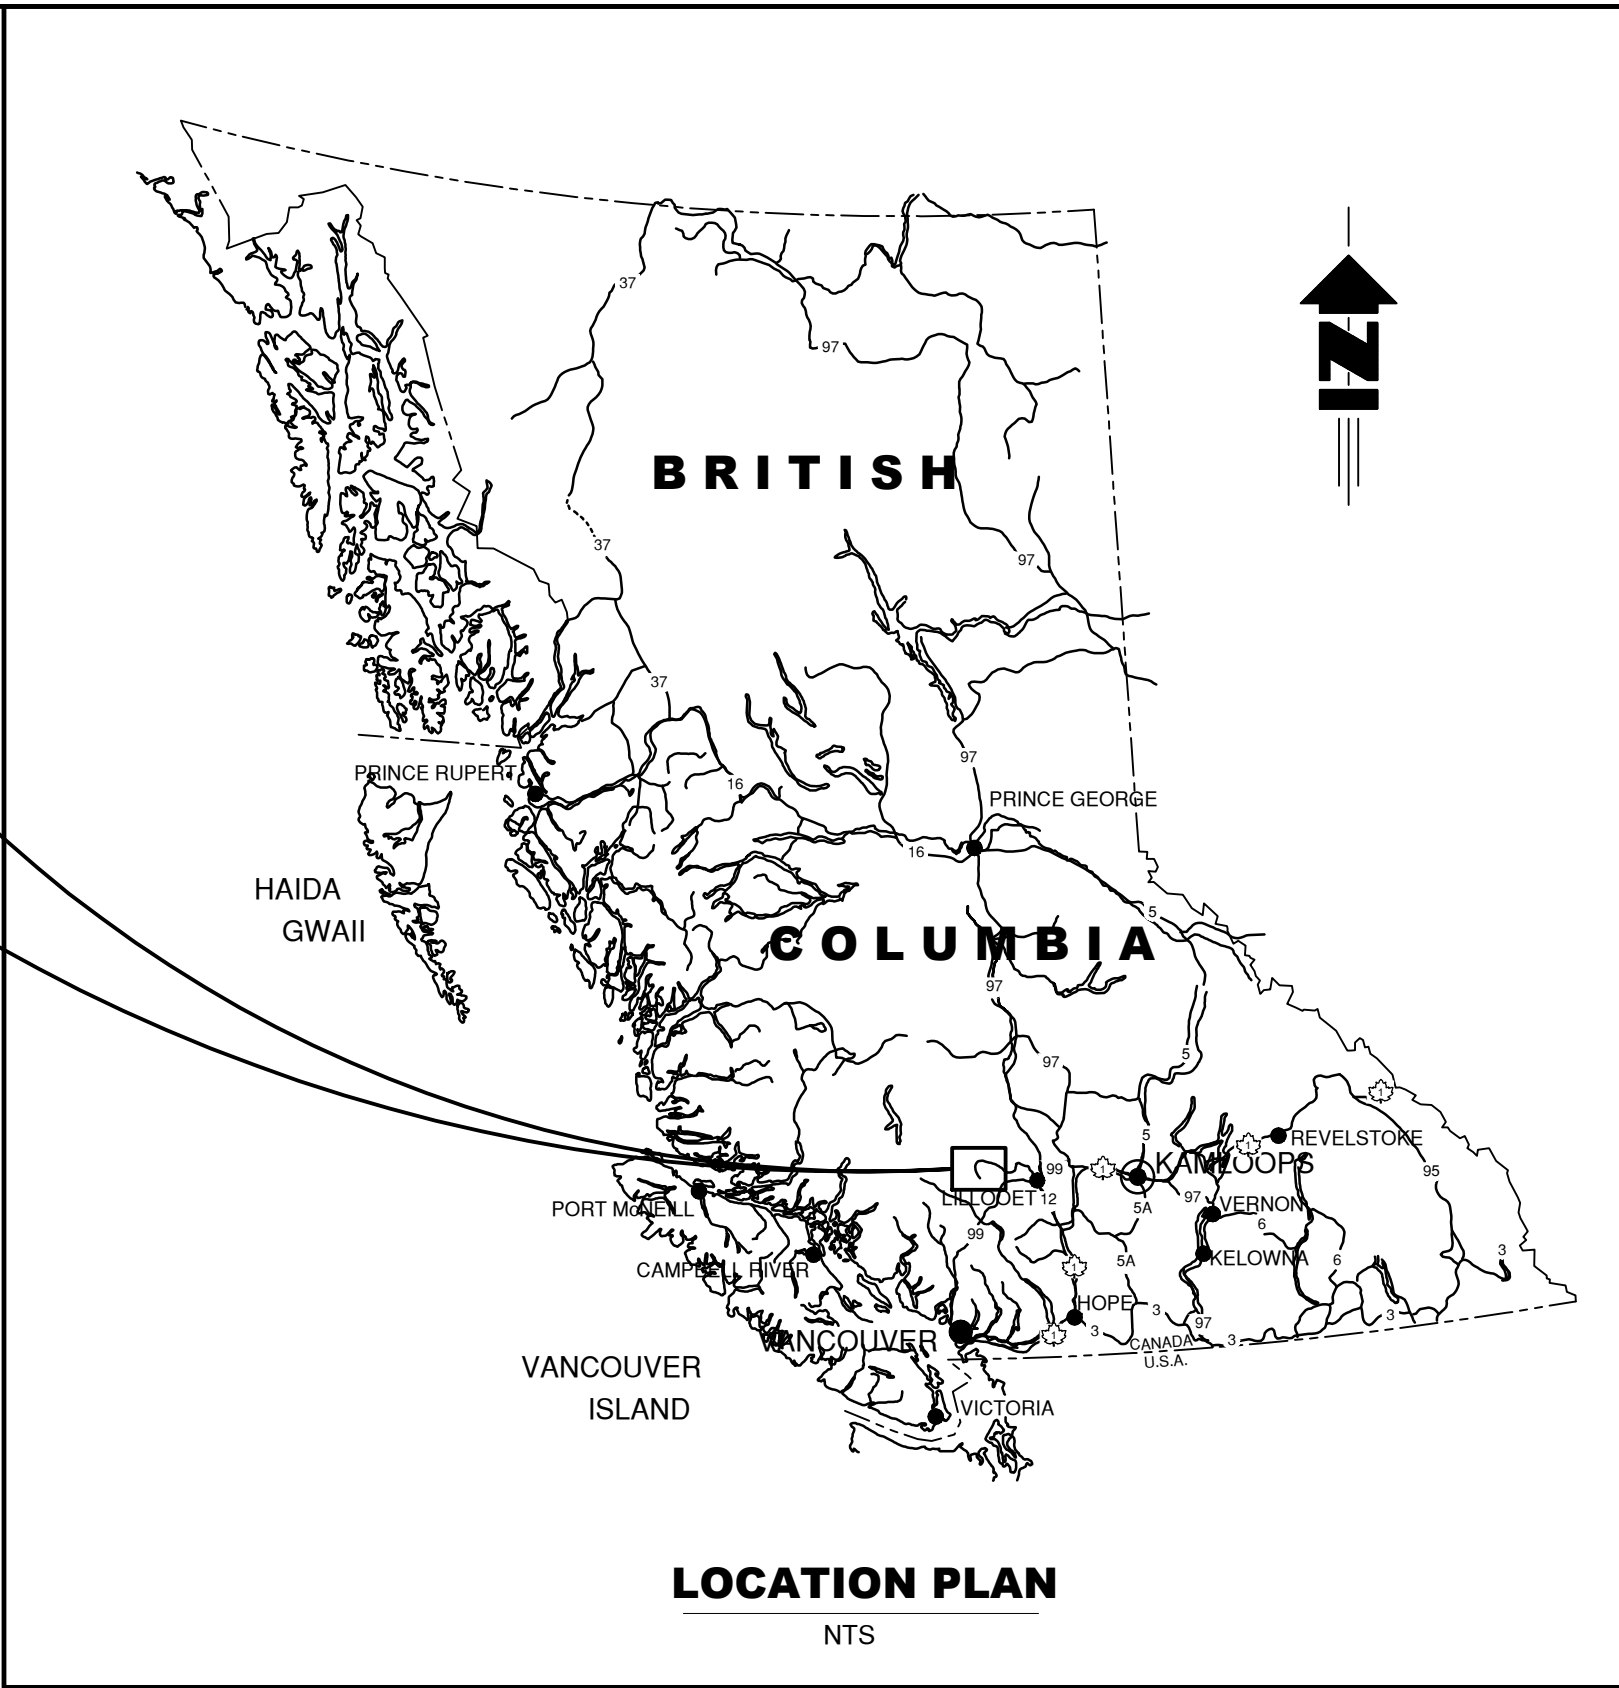 37
97
N
BRITISH
37
97
37
97
PRINCE RUPERT
16
PRINCE GEORGE
16
HAIDA
GWAII
5
COLUMBIA
97
5
97
1
5
1
REVELSTOKE
99
1
KAMLOOPS
95
LILLOOET
12
97
PORT McNEILL
5A
VERNON
6
99
CAMPBELL RIVER
1
5A
KELOWNA
6
3
HOPE
3
97
3
VANCOUVER
1
3
3
CANADA
U.S.A.
VANCOUVER
ISLAND
VICTORIA
LOCATION PLAN
NTS